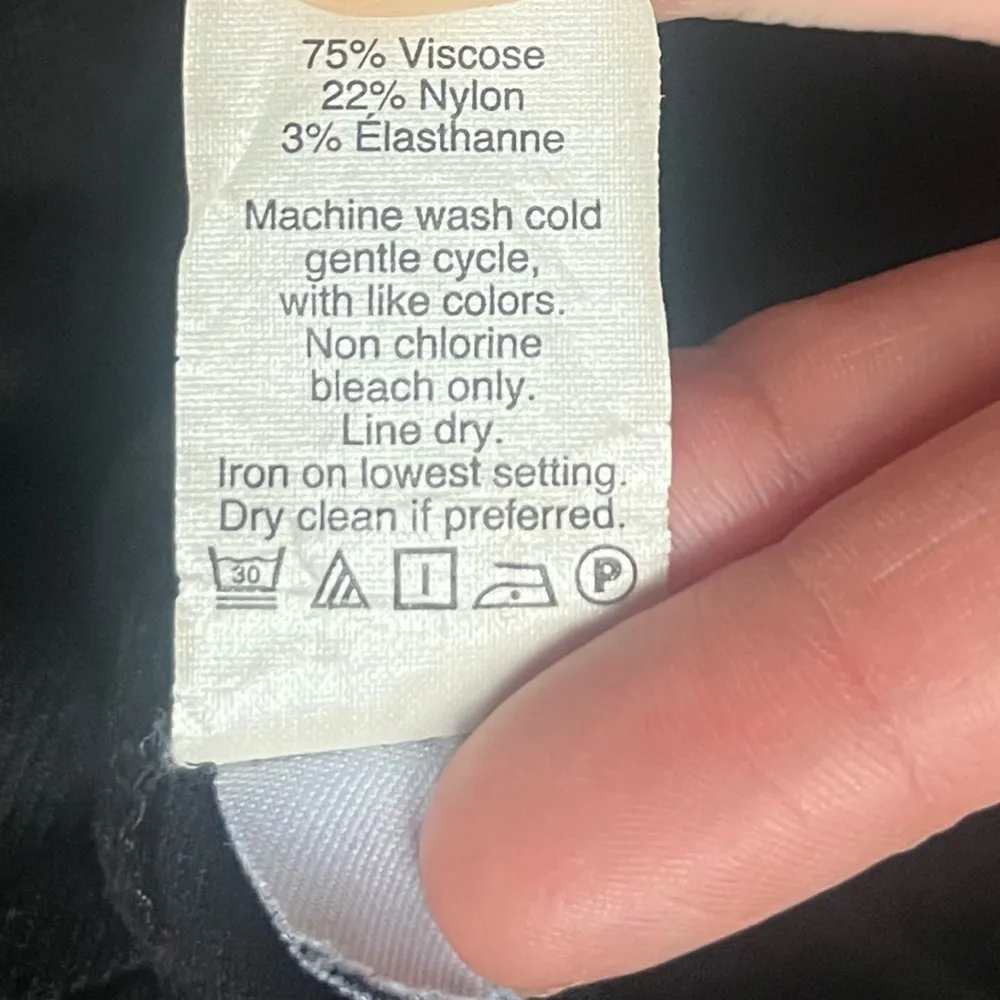 75% Viscose
22% Nylon
3% Élasthanne
Machine wash cold
gentle cycle,
with like colors.
Non chlorine
bleach only.
Line dry.
Iron on lowest setting.
Dry clean if preferred.
30 P